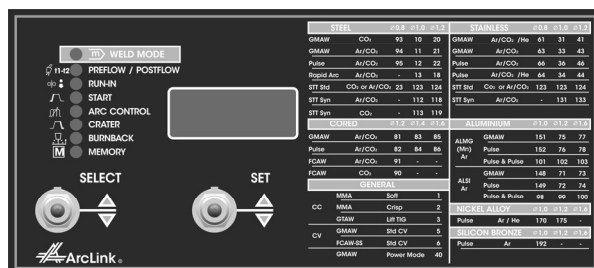 WELD MODE
11-t2 PREFLOW / POSTFLOW
RUN-IN
START
ARC CONTROL
CRATER
BURNBACK
M MEMORY
SELECT
SET
ArcLink®
STEEL ø0.8 ø1.0 ø1.2
GMAW CO₂ 93 10 20
GMAW Ar/CO₂ 94 11 21
Pulse Ar/CO₂ 95 12 22
Rapid Arc Ar/CO₂ - 13 18
STT Std CO₂ or Ar/CO₂ 23 123 124
STT Syn Ar/CO₂ - 112 118
STT Syn CO₂ - 113 119
CORED ø1.2 ø1.4 ø1.6
GMAW Ar/CO₂ 81 83 85
Pulse Ar/CO₂ 82 84 86
FCAW Ar/CO₂ 91 - -
FCAW CO₂ 90 - -
GENERAL
CC
MMA Soft 1
MMA Crisp 2
GTAW Lift TIG 3
CV
GMAW Std CV 5
FCAW-SS Std CV 6
GMAW Power Mode 40
STAINLESS ø0.8 ø1.0 ø1.2
GMAW Ar/CO₂ /He 61 31 41
GMAW Ar/CO₂ 63 33 43
Pulse Ar/CO₂ 66 36 46
Pulse Ar/CO₂ /He 64 34 44
STT Std Ar/CO₂ 123 123 124
STT Syn Ar/CO₂ - 131 133
ALUMINIUM ø1.0 ø1.2 ø1.6
ALMG (Mn) Ar
GMAW 151 75 77
Pulse 152 76 78
Pulse & Pulse 101 102 103
ALSI Ar
GMAW 148 71 73
Pulse 149 72 74
Pulse & Pulse 98 99 100
NICKEL ALLOY ø1.0 ø1.2 ø1.6
Pulse Ar / He 170 175 -
SILICON BRONZE ø1.0 ø1.2 ø1.6
Pulse Ar 192 - -